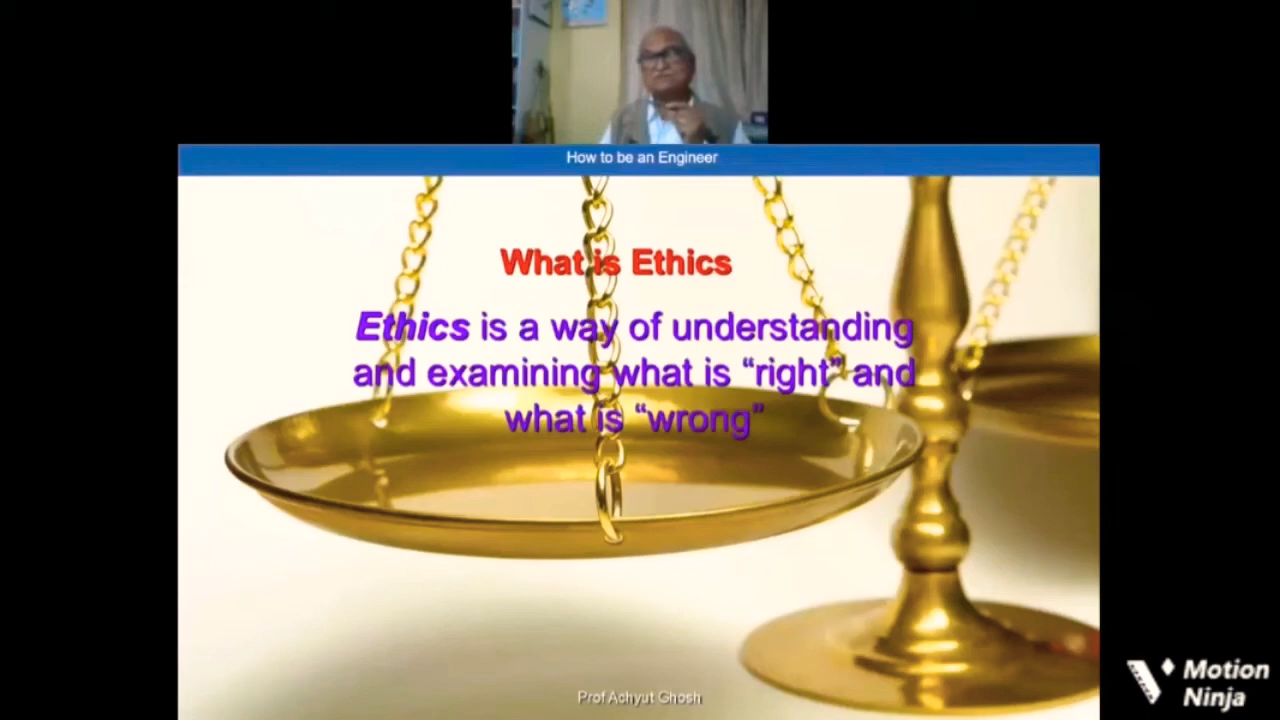 How to be an Engineer
What is Ethics
Ethics is a way of understanding
and examining what is “right” and
what is “wrong”
Prof Achyut Ghosh
Motion
Ninja